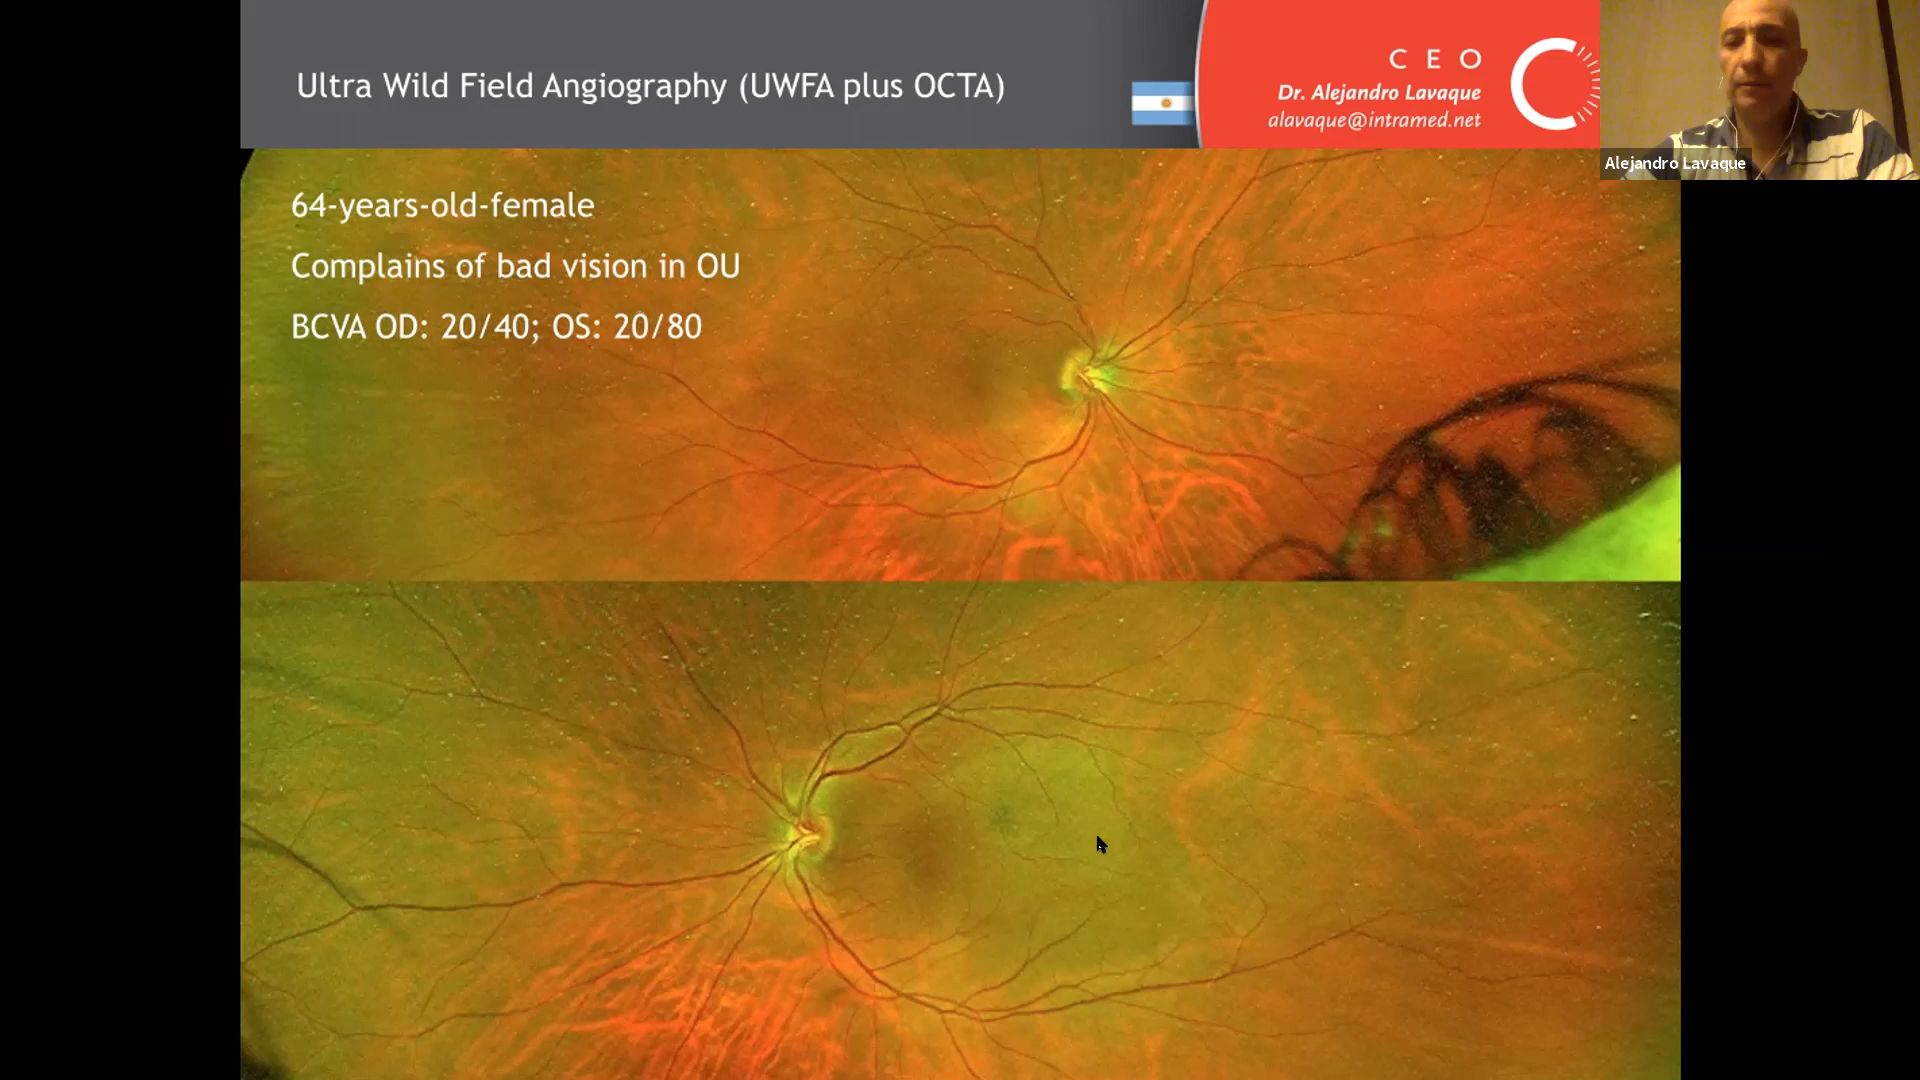 Ultra Wild Field Angiography (UWFA plus OCTA)
CEO
Dr. Alejandro Lavaque
alavaque@intramed.net
Alejandro Lavaque
64-years-old-female
Complains of bad vision in OU
BCVA OD: 20/40; OS: 20/80